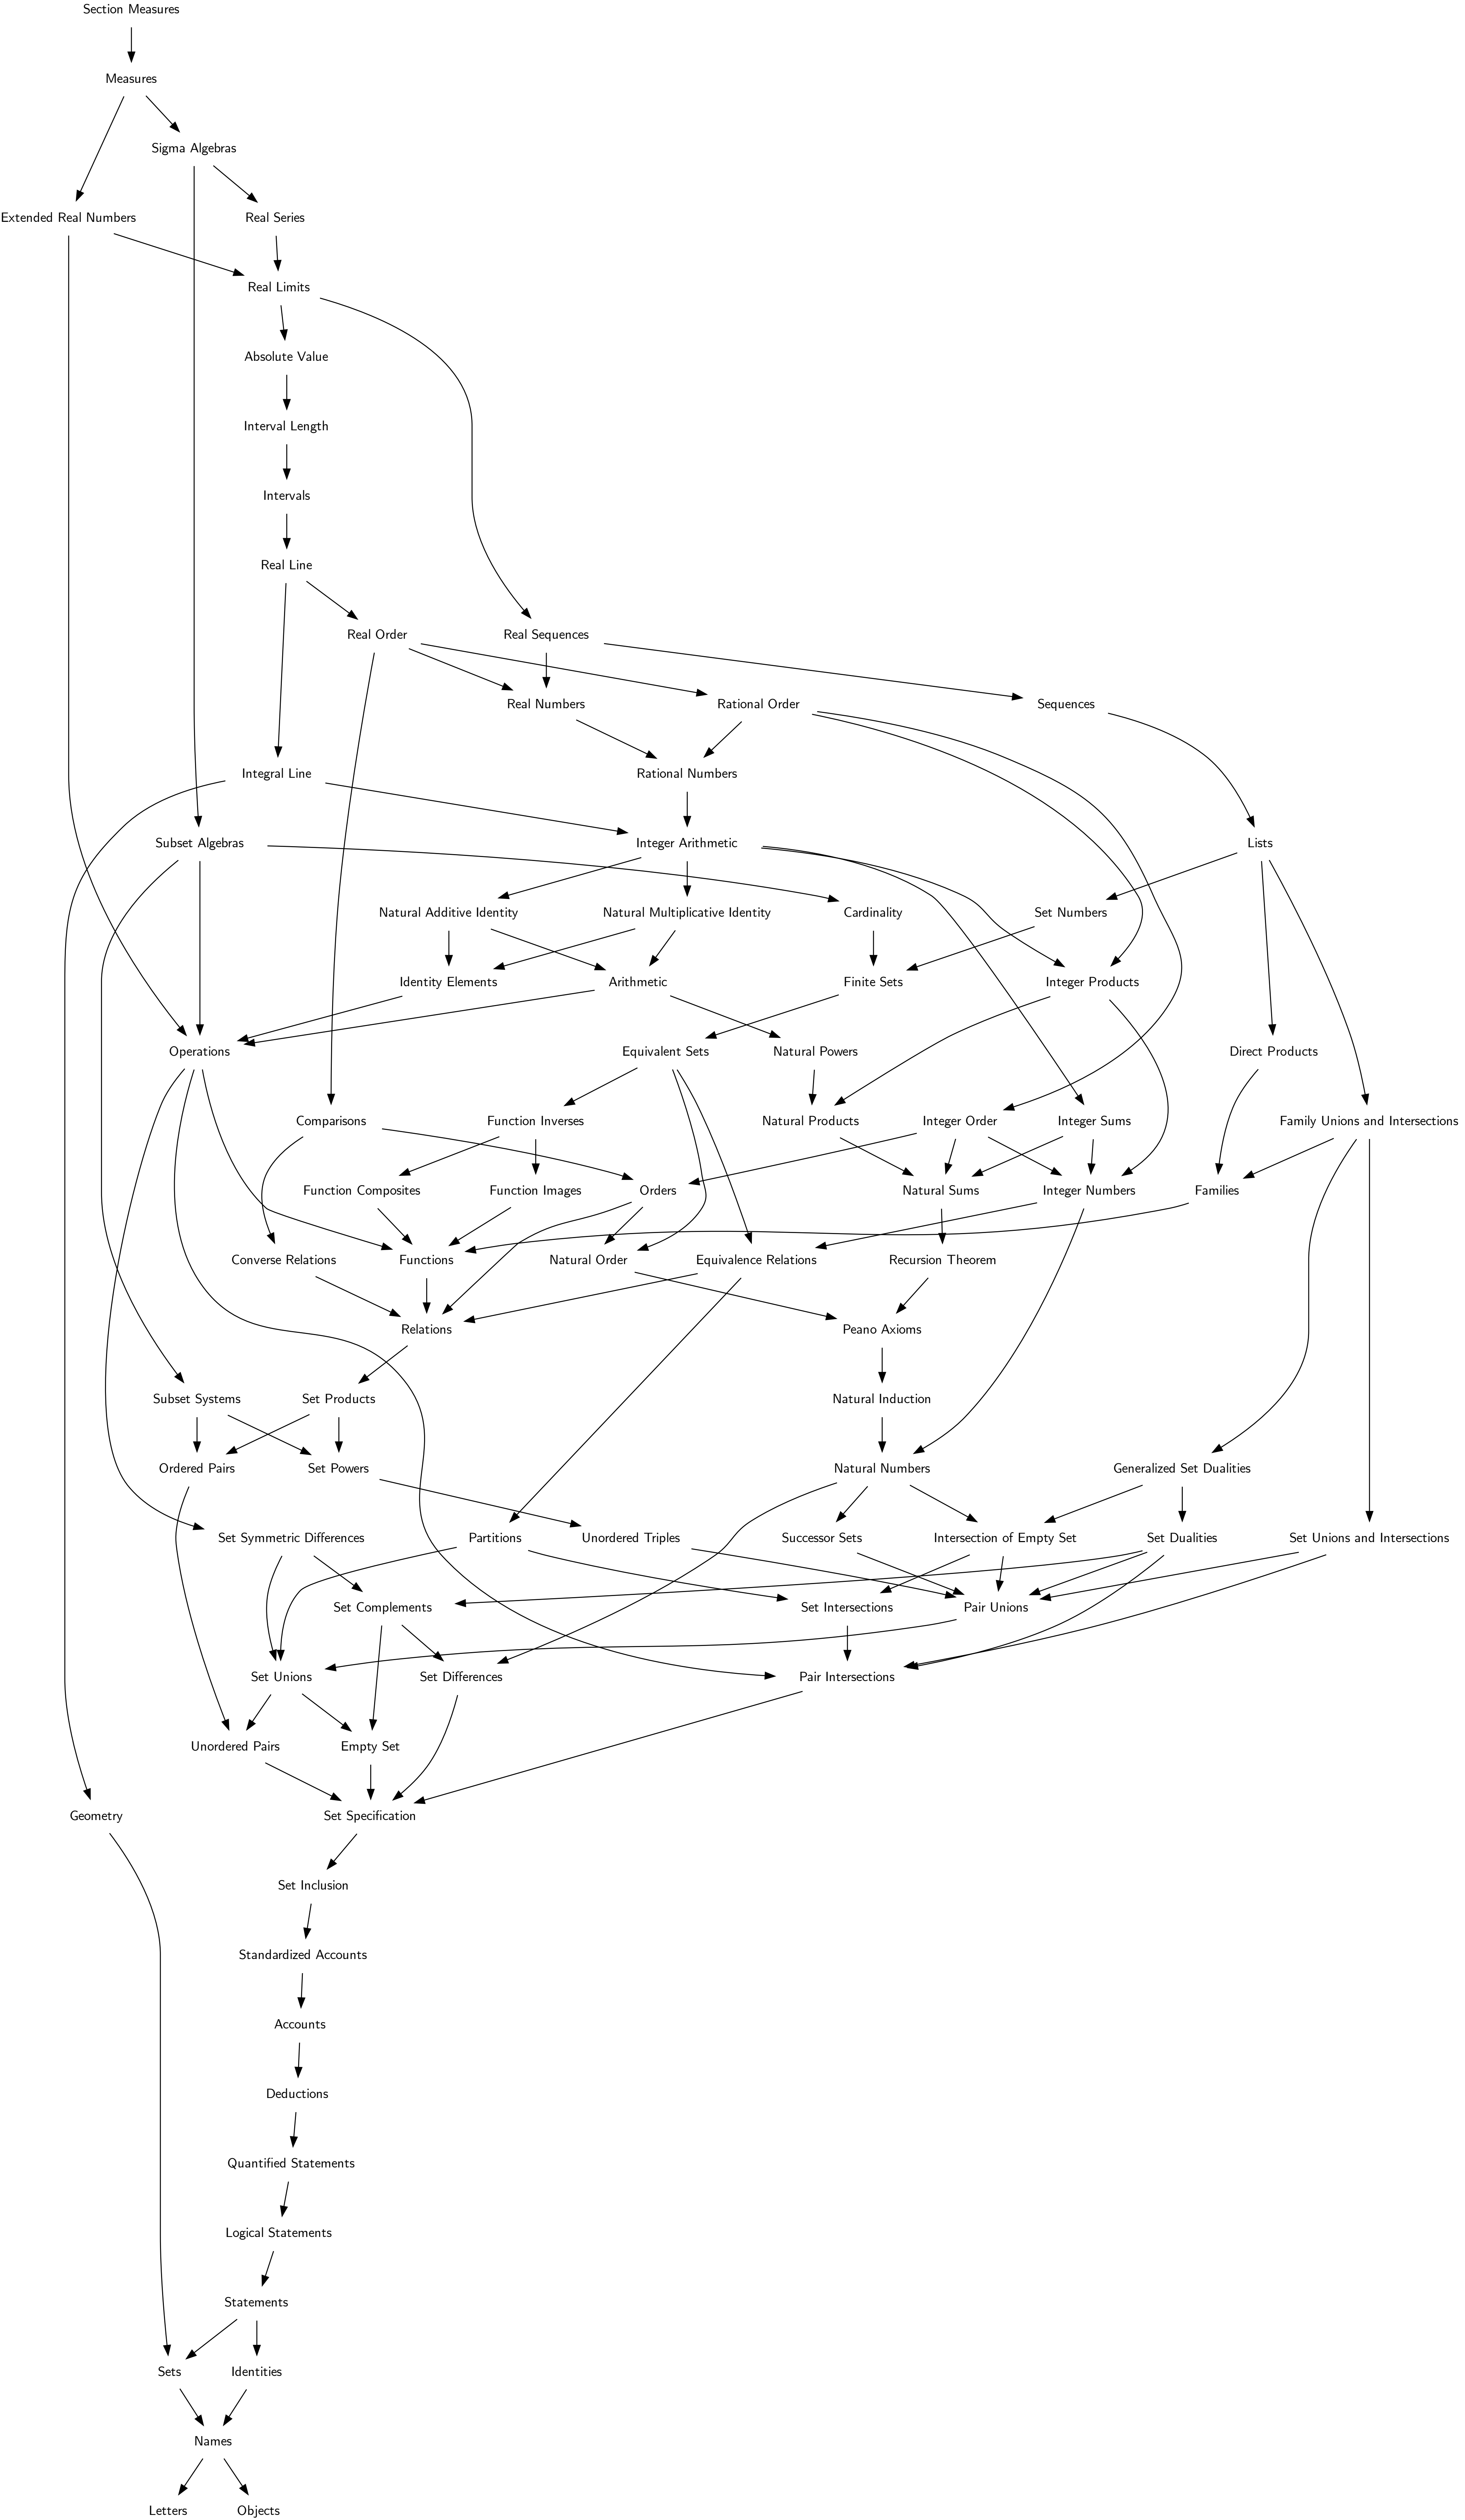 Section Measures
Measures
Sigma Algebras
Extended Real Numbers
Real Series
Real Limits
Absolute Value
Interval Length
Intervals
Real Line
Real Order
Real Sequences
Real Numbers
Rational Order
Sequences
Integral Line
Rational Numbers
Subset Algebras
Integer Arithmetic
Lists
Natural Additive Identity
Natural Multiplicative Identity
Cardinality
Set Numbers
Identity Elements
Arithmetic
Finite Sets
Integer Products
Operations
Equivalent Sets
Natural Powers
Direct Products
Comparisons
Function Inverses
Natural Products
Integer Order
Integer Sums
Family Unions and Intersections
Function Composites
Function Images
Orders
Natural Sums
Integer Numbers
Families
Converse Relations
Functions
Natural Order
Equivalence Relations
Recursion Theorem
Relations
Peano Axioms
Subset Systems
Set Products
Natural Induction
Ordered Pairs
Set Powers
Natural Numbers
Generalized Set Dualities
Set Symmetric Differences
Partitions
Unordered Triples
Successor Sets
Intersection of Empty Set
Set Dualities
Set Unions and Intersections
Set Complements
Set Intersections
Pair Unions
Set Unions
Set Differences
Pair Intersections
Unordered Pairs
Empty Set
Geometry
Set Specification
Set Inclusion
Standardized Accounts
Accounts
Deductions
Quantified Statements
Logical Statements
Statements
Sets
Identities
Names
Letters
Objects